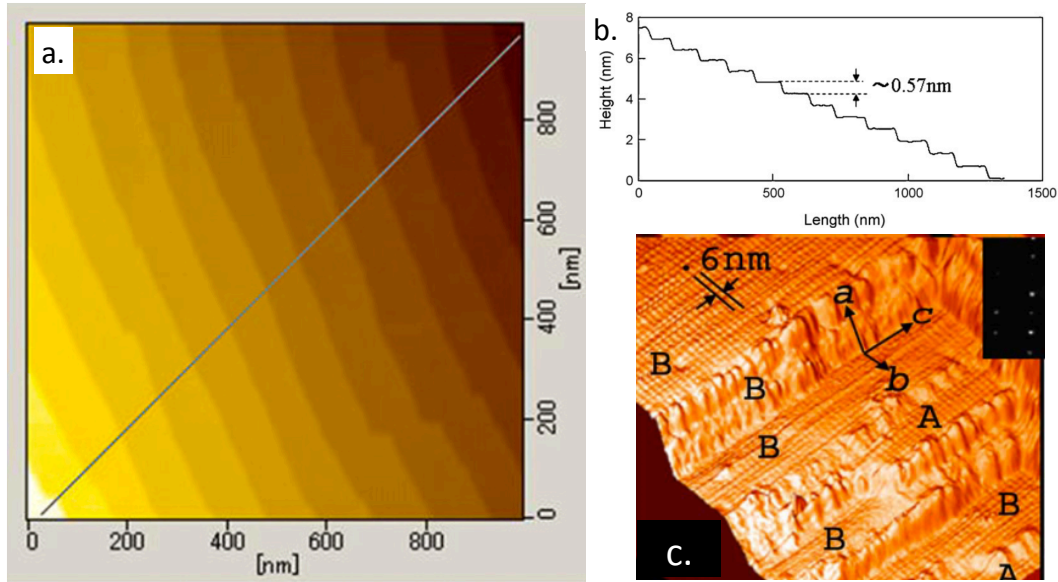 a.
800
600
400
200
0
[nm]
0 200 400 600 800
[nm]
b.
8
6
4
2
0
Height (nm)
~0.57nm
0 500 1000 1500
Length (nm)
.6nm
a
c
b
B
B
B
A
B
B
A
c.